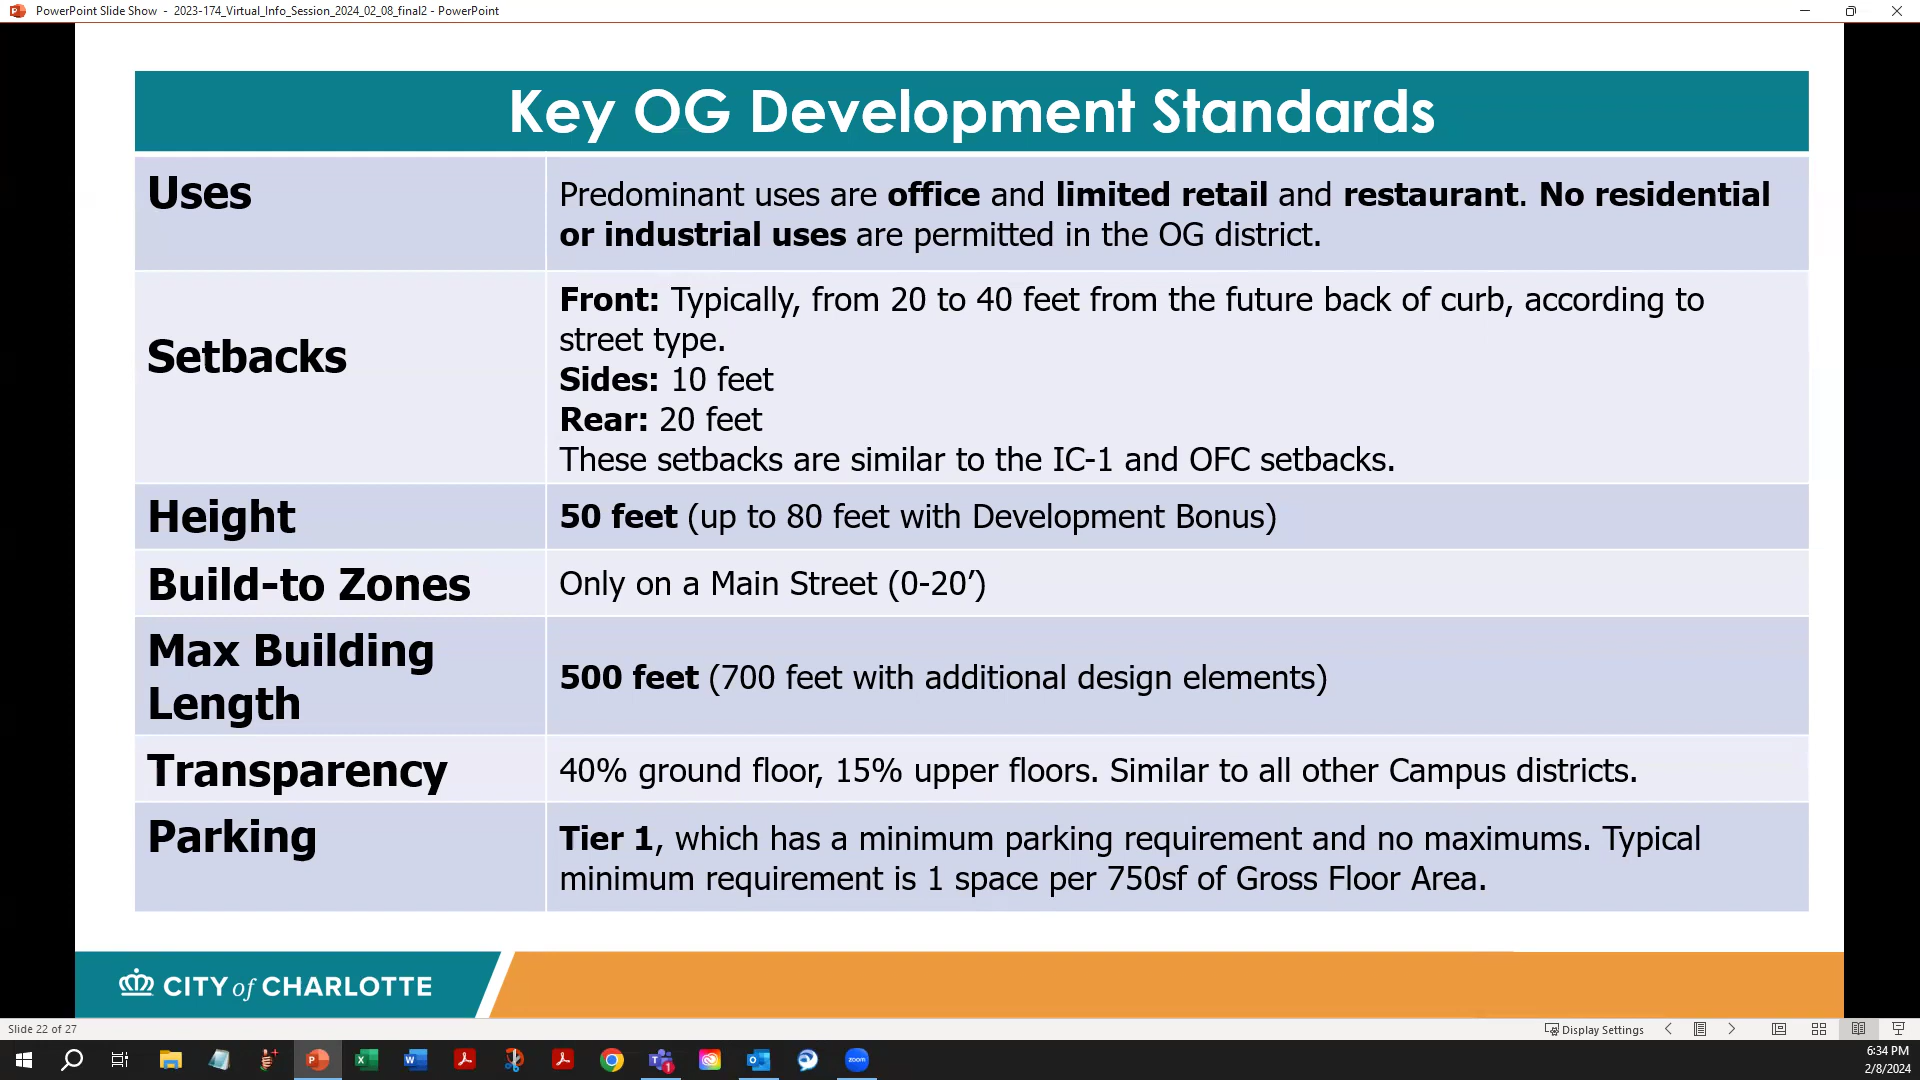 PowerPoint Slide Show - 2023-174_Virtual_Info_Session_2024_02_08_final2 - PowerPoint
Key OG Development Standards
Uses
Predominant uses are office and limited retail and restaurant. No residential
or industrial uses are permitted in the OG district.
Setbacks
Front: Typically, from 20 to 40 feet from the future back of curb, according to
street type.
Sides: 10 feet
Rear: 20 feet
These setbacks are similar to the IC-1 and OFC setbacks.
Height
50 feet (up to 80 feet with Development Bonus)
Build-to Zones
Only on a Main Street (0-20’)
Max Building
Length
500 feet (700 feet with additional design elements)
Transparency
40% ground floor, 15% upper floors. Similar to all other Campus districts.
Parking
Tier 1, which has a minimum parking requirement and no maximums. Typical
minimum requirement is 1 space per 750sf of Gross Floor Area.
CITY of CHARLOTTE
Slide 22 of 27
Display Settings
zoom
1
6:34 PM
2/8/2024